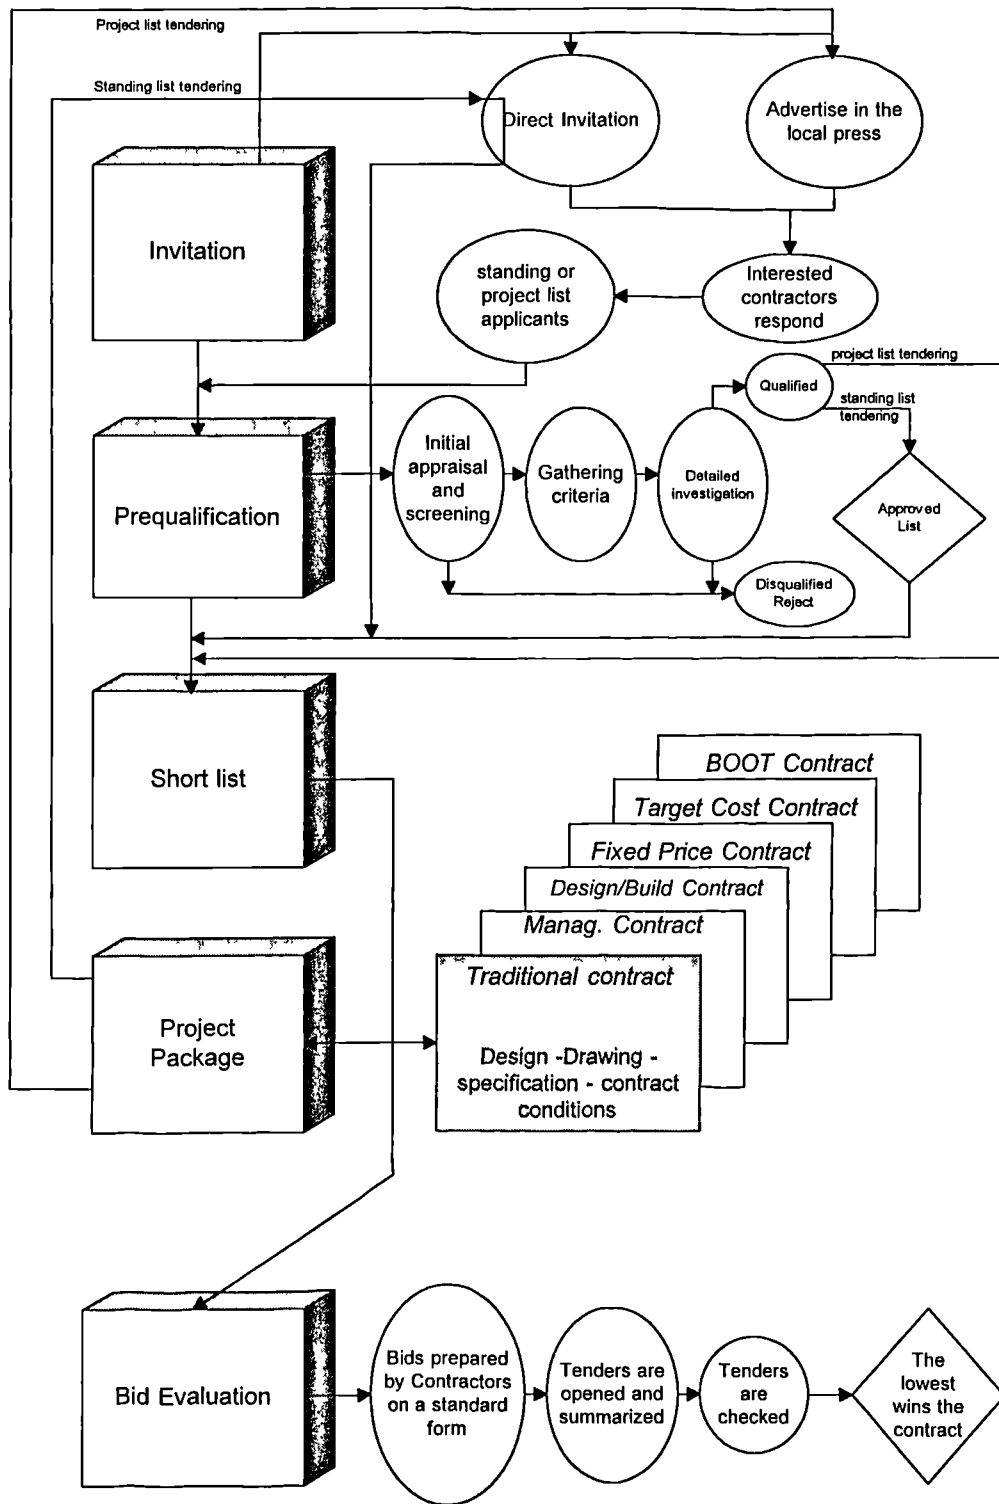 Project list tendering
Standing list tendering
Direct Invitation
Advertise in the
local press
Invitation
standing or
project list
applicants
Interested
contractors
respond
project list tendering
Qualified
standing list
tendering
Prequalification
Initial
appraisal and
screening
Gathering
criteria
Detailed
investigation
Approved
List
Disqualified
Reject
Short list
BOOT Contract
Target Cost Contract
Fixed Price Contract
Design/Build Contract
Manag. Contract
Traditional contract
Project
Package
Design -Drawing -
specification - contract
conditions
Bid Evaluation
Bids prepared
by Contractors
on a standard
form
Tenders are
opened and
summarized
Tenders
are
checked
The
lowest
wins the
contract